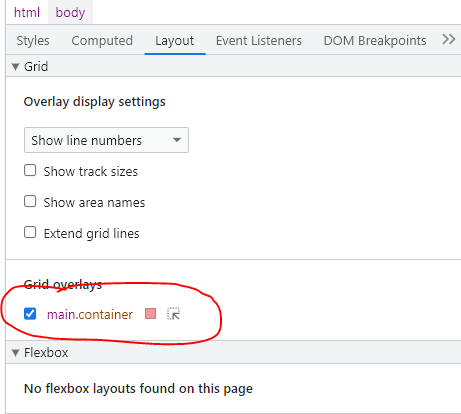 html body
Styles Computed Layout Event Listeners DOM Breakpoints »
▼ Grid
Overlay display settings
Show line numbers
Show track sizes
Show area names
Extend grid lines
Grid overlays
main.container
▼ Flexbox
No flexbox layouts found on this page